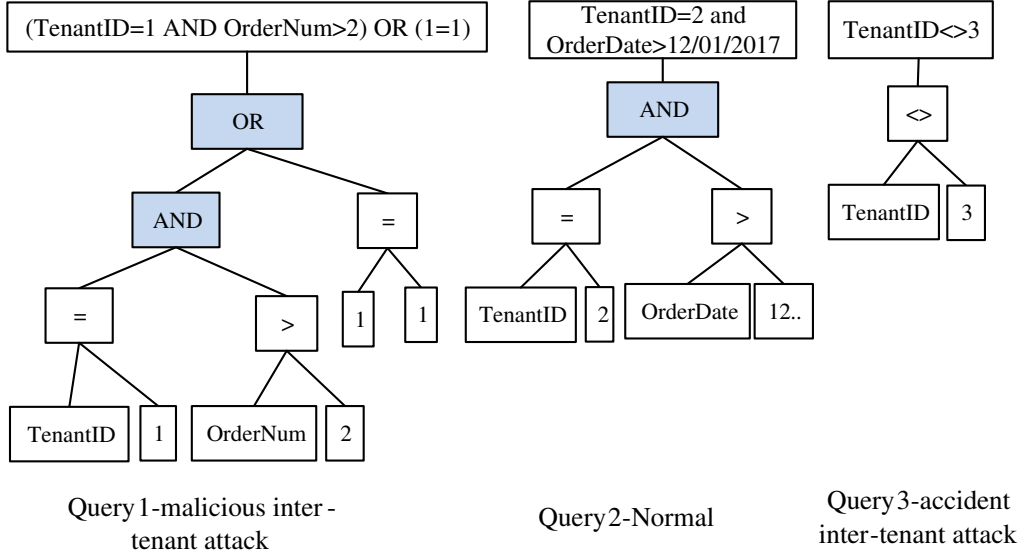 (TenantID=1 AND OrderNum>2) OR (1=1)
TenantID=2 and
OrderDate>12/01/2017
TenantID<>3
OR
AND
<>
AND
=
=
>
TenantID
3
=
>
1
1
TenantID
2
OrderDate
12..
TenantID
1
OrderNum
2
Query1-malicious inter-
tenant attack
Query2-Normal
Query3-accident
inter-tenant attack